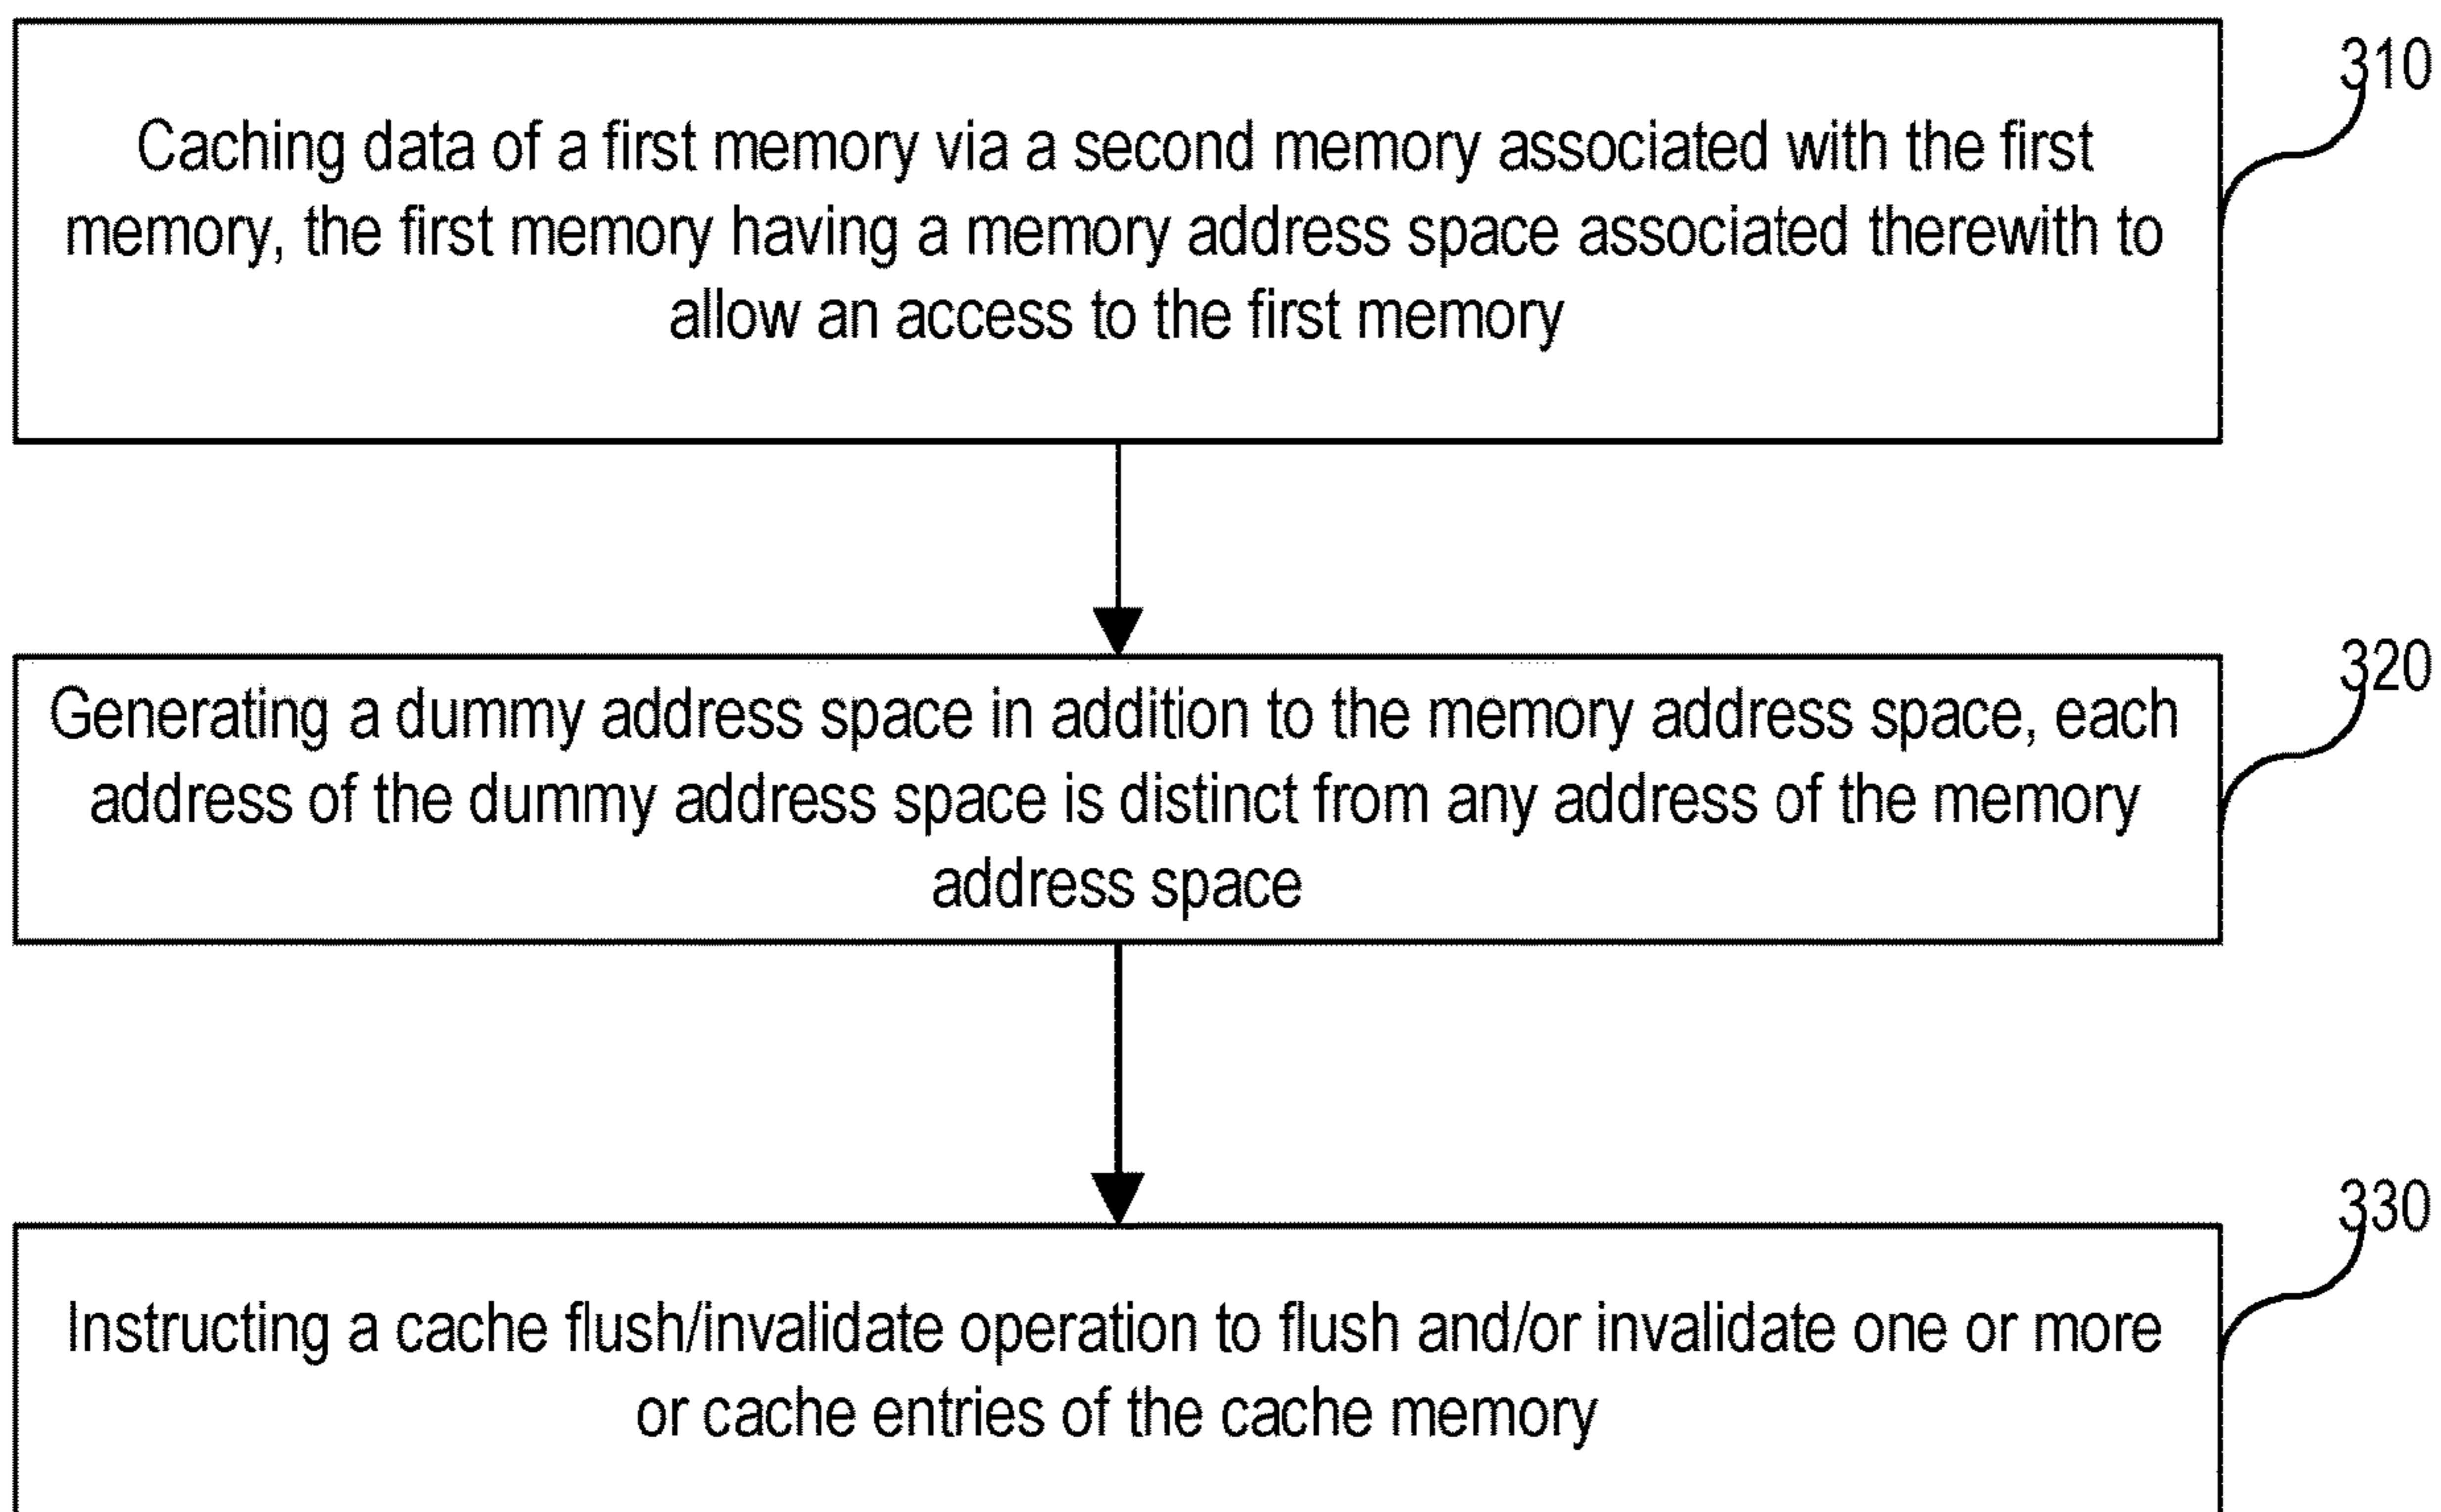 310
Caching data of a first memory via a second memory associated with the first
memory, the first memory having a memory address space associated therewith to
allow an access to the first memory
320
Generating a dummy address space in addition to the memory address space, each
address of the dummy address space is distinct from any address of the memory
address space
330
Instructing a cache flush/invalidate operation to flush and/or invalidate one or more
or cache entries of the cache memory